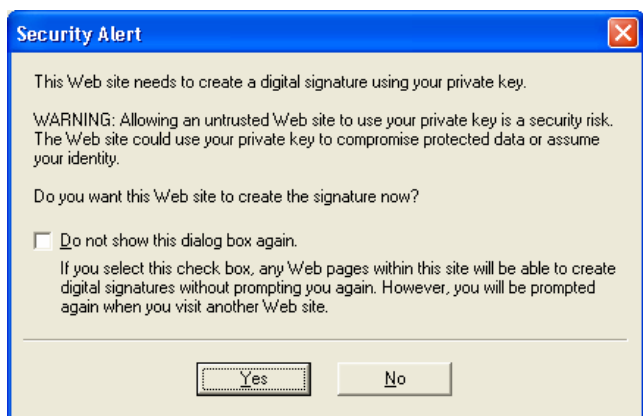 Security Alert
This Web site needs to create a digital signature using your private key.
WARNING: Allowing an untrusted Web site to use your private key is a security risk.
The Web site could use your private key to compromise protected data or assume
your identity.
Do you want this Web site to create the signature now?
Do not show this dialog box again.
If you select this check box, any Web pages within this site will be able to create
digital signatures without prompting you again. However, you will be prompted
again when you visit another Web site.
Yes No